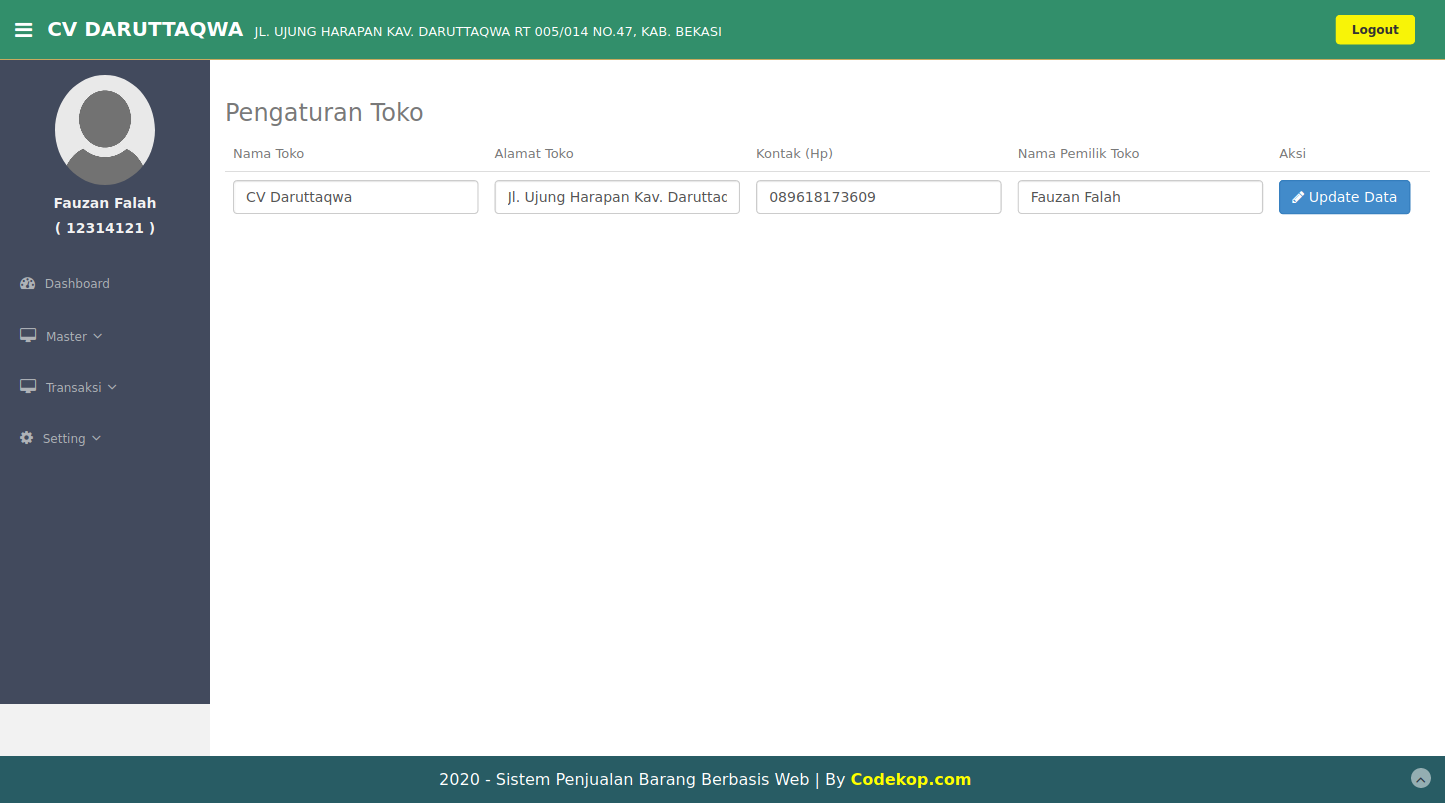 CV DARUTTAQWA JL. UJUNG HARAPAN KAV. DARUTTAQWA RT 005/014 NO.47, KAB. BEKASI
Logout
Fauzan Falah
( 12314121 )
Dashboard
Master
Transaksi
Setting
Pengaturan Toko
Nama Toko Alamat Toko Kontak (Hp) Nama Pemilik Toko Aksi
CV Daruttaqwa Jl. Ujung Harapan Kav. Daruttaq 089618173609 Fauzan Falah Update Data
2020 - Sistem Penjualan Barang Berbasis Web | By Codekop.com